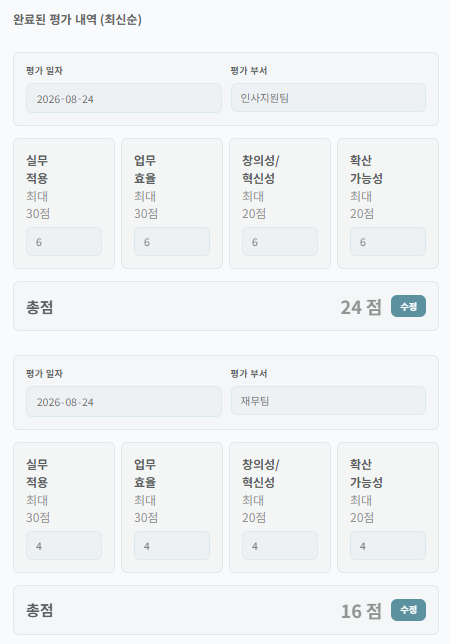 완료된 평가 내역 (최신순)
평가 일자 평가 부서
2026-08-24 인사지원팀
실무 업무 창의성/ 확산
적용 효율 혁신성 가능성
최대 최대 최대 최대
30점 30점 20점 20점
6 6 6 6
총점 24 점 수정
평가 일자 평가 부서
2026-08-24 재무팀
실무 업무 창의성/ 확산
적용 효율 혁신성 가능성
최대 최대 최대 최대
30점 30점 20점 20점
4 4 4 4
총점 16 점 수정